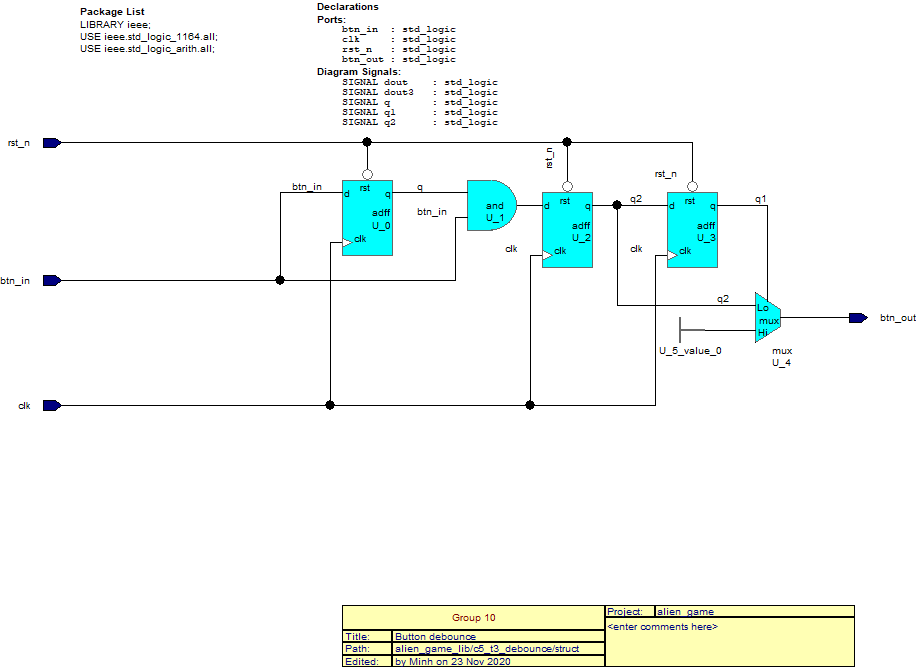 Package List
LIBRARY ieee;
USE ieee.std_logic_1164.all;
USE ieee.std_logic_arith.all;
Declarations
Ports:
btn_in : std_logic
clk : std_logic
rst_n : std_logic
btn_out : std_logic
Diagram Signals:
SIGNAL dout : std_logic
SIGNAL dout3 : std_logic
SIGNAL q : std_logic
SIGNAL q1 : std_logic
SIGNAL q2 : std_logic
rst_n
rst_n
rst_n
btn_in
rst
d
q
adff
U_0
clk
q
btn_in
and
U_1
rst
d
q
adff
U_2
clk
clk
q2
rst
d
q
adff
U_3
clk
clk
q1
btn_in
q2
Lo
mux
Hi
btn_out
U_5_value_0
mux
U_4
clk
Group 10
Title: Button debounce
Path: alien_game_lib/c5_t3_debounce/struct
Edited: by Minh on 23 Nov 2020
Project: alien_game
<enter comments here>